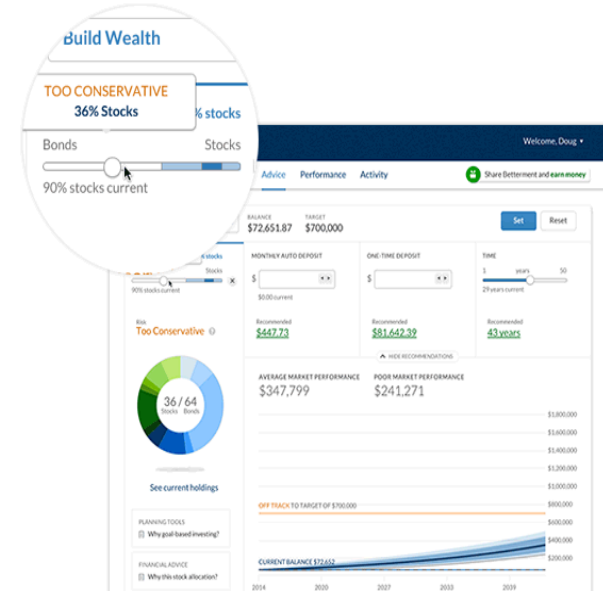 Build Wealth
TOO CONSERVATIVE
36% Stocks
% stocks
Bonds Stocks
90% stocks current
Welcome, Doug
Advice Performance Activity
Share Betterment and earn money
BALANCE TARGET
$72,651.87 $700,000
Set Reset
stocks
Stocks
90% stocks current
MONTHLY AUTO DEPOSIT ONE-TIME DEPOSIT TIME
$ $
1 years 50
$0.00 current
29 years current
Recommended Recommended Recommended
$447.73 $81,642.39 43 years
HIDE RECOMMENDATIONS
Risk
Too Conservative
36/64
Stocks Bonds
See current holdings
PLANNING TOOLS
Why goal-based investing?
FINANCIAL ADVICE
Why this stock allocation?
AVERAGE MARKET PERFORMANCE POOR MARKET PERFORMANCE
$347,799 $241,271
$1,800,000
$1,600,000
$1,400,000
$1,200,000
$1,000,000
$800,000
OFF TRACK TO TARGET OF $700,000
$600,000
$400,000
$200,000
CURRENT BALANCE $72,652
2014 2020 2027 2033 2039